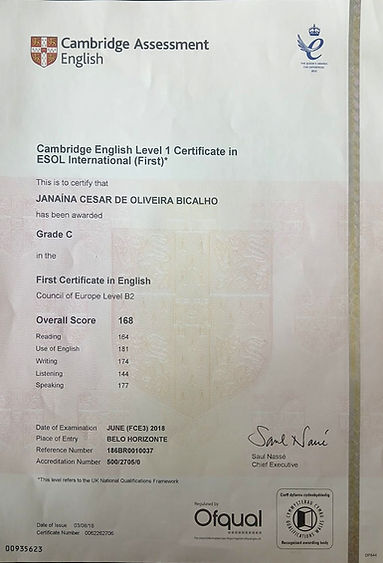 Cambridge Assessment
English
Cambridge English Level 1 Certificate in
ESOL International (First)*
This is to certify that
JANAÍNA CESAR DE OLIVEIRA BICALHO
has been awarded
Grade C
in the
First Certificate in English
Council of Europe Level B2
Overall Score 168
Reading 164
Use of English 181
Writing 174
Listening 144
Speaking 177
Date of Examination JUNE (FCE3) 2018
Place of Entry BELO HORIZONTE
Reference Number 186BR0010037
Accreditation Number 500/2705/0
Saul Nassé
Chief Executive
*This level refers to the UK National Qualifications Framework
Regulated by
Ofqual
Date of Issue 03/08/18
Certificate Number 0062262706
00935623